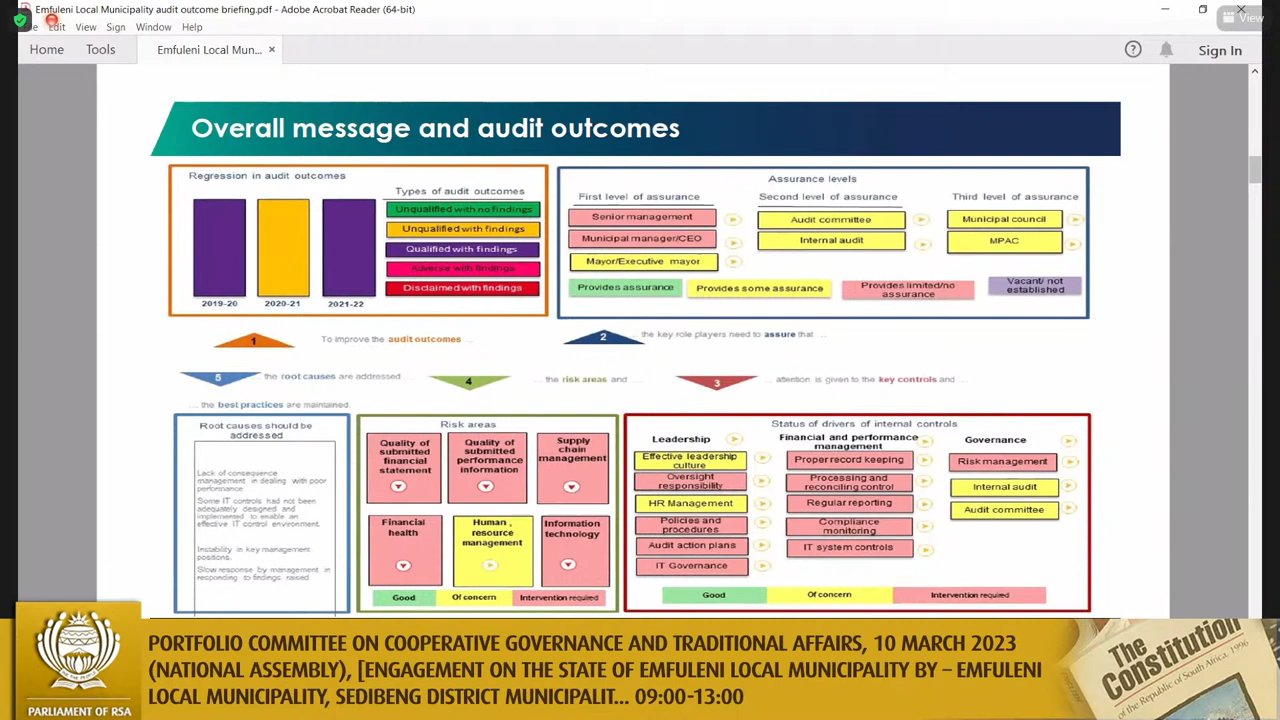 Emfuleni Local Municipality audit outcome briefing.pdf - Adobe Acrobat Reader (64-bit)
Edit View Sign Window Help
View
Home Tools Emfuleni Local Mun... × Sign In
Overall message and audit outcomes
Regression in audit outcomes
Types of audit outcomes
Unqualified with no findings
Unqualified with findings
Qualified with findings
Adverse with findings
Disclaimed with findings
2019-20 2020-21 2021-22
Assurance levels
First level of assurance
Senior management
Municipal manager/CEO
Mayor/Executive mayor
Second level of assurance
Audit committee
Internal audit
Third level of assurance
Municipal council
MPAC
Provides assurance
Provides some assurance
Provides limited/no
assurance
Vacant/ not
established
1
To improve the audit outcomes ...
2
... the key role players need to assure that ...
5
... the root causes are addressed ...
4
... the risk areas and ...
3
... attention is given to the key controls and ...
... the best practices are maintained.
Root causes should be
addressed
Lack of consequence
management in dealing with poor
performance
Some IT controls had not been
adequately designed and
implemented to enable an
effective IT control environment.
Instability in key management
positions.
Slow response by management in
responding to findings raised
Risk areas
Quality of
submitted
financial
statement
Quality of
submitted
performance
information
Supply
chain
management
Financial
health
Human ,
resource
management
Information
technology
Good
Of concern
Intervention required
Status of drivers of internal controls
Leadership
Effective leadership
culture
Oversight
responsibility
HR Management
Policies and
procedures
Audit action plans
IT Governance
Financial and performance
management
Proper record keeping
Processing and
reconciling control
Regular reporting
Compliance
monitoring
IT system controls
Governance
Risk management
Internal audit
Audit committee
Good
Of concern
Intervention required
PORTFOLIO COMMITTEE ON COOPERATIVE GOVERNANCE AND TRADITIONAL AFFAIRS, 10 MARCH 2023
(NATIONAL ASSEMBLY), [ENGAGEMENT ON THE STATE OF EMFULENI LOCAL MUNICIPALITY BY – EMFULENI
LOCAL MUNICIPALITY, SEDIBENG DISTRICT MUNICIPALIT... 09:00-13:00
PARLIAMENT OF RSA
The
Constitution
of the Republic of South Africa, 1996